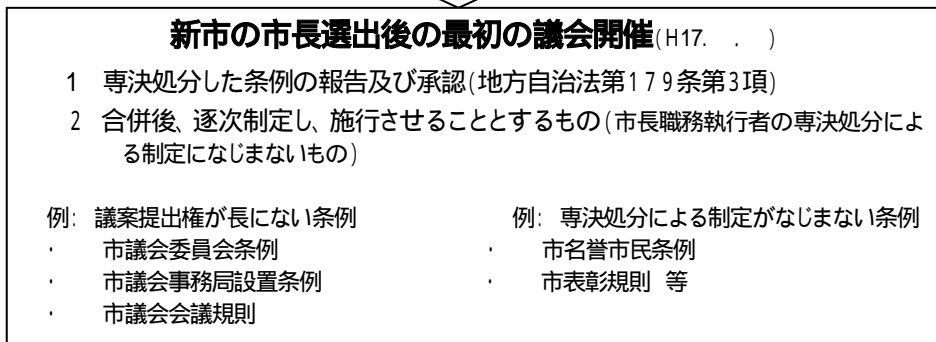 新市の市長選出後の最初の議会開催(H17.　.　)
1　専決処分した条例の報告及び承認(地方自治法第179条第3項)
2　合併後、逐次制定し、施行させることとするもの(市長職務執行者の専決処分によ
る制定になじまないもの)
例:　議案提出権が長にない条例　例:　専決処分による制定がなじまない条例
・　市議会委員会条例　・　市名誉市民条例
・　市議会事務局設置条例　・　市表彰規則　等
・　市議会会議規則